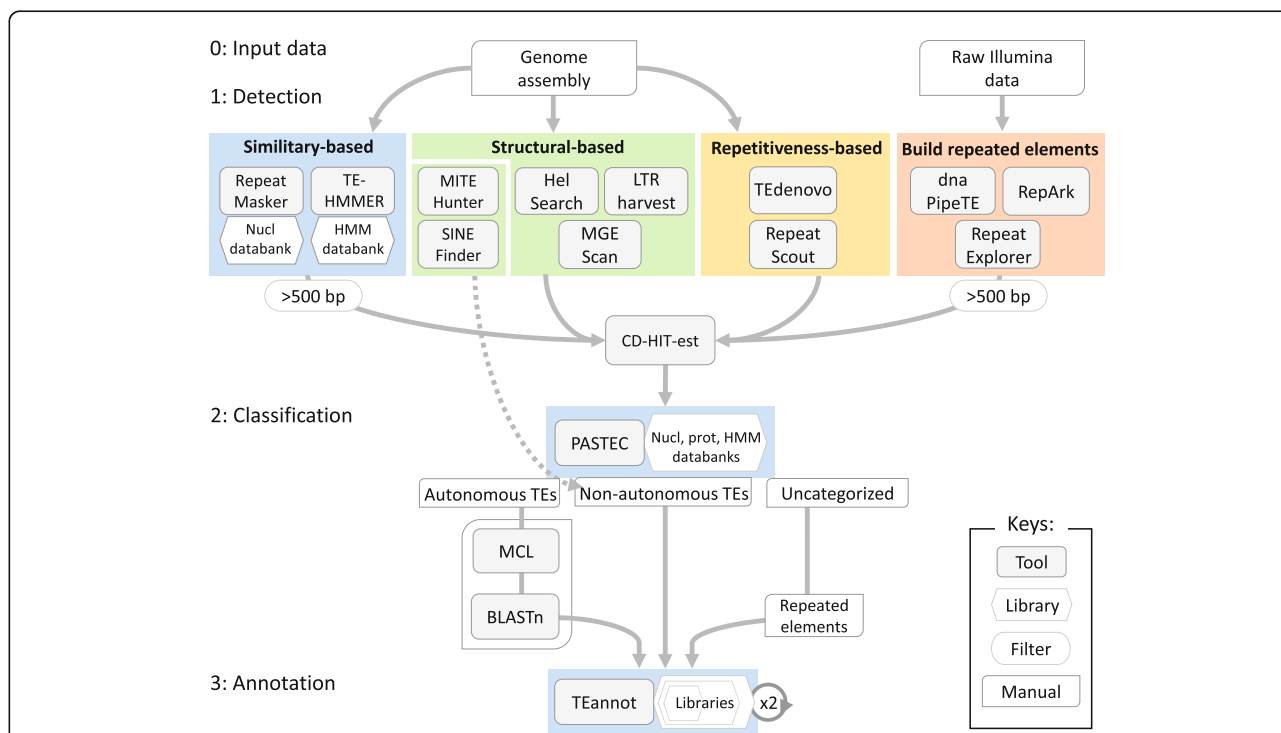 0: Input data
Genome
assembly
Raw Illumina
data
1: Detection
Similitary-based
Structural-based
Repetitiveness-based
Build repeated elements
Repeat
Masker
TE-
HMMER
Nucl
databank
HMM
databank
MITE
Hunter
SINE
Finder
Hel
Search
LTR
harvest
MGE
Scan
TEdenovo
Repeat
Scout
dna
PipeTE
RepArk
Repeat
Explorer
>500 bp
>500 bp
CD-HIT-est
2: Classification
PASTEC
Nucl, prot, HMM
databanks
Autonomous TEs
Non-autonomous TEs
Uncategorized
MCL
BLASTn
Repeated
elements
3: Annotation
TEannot
Libraries
x2
Keys:
Tool
Library
Filter
Manual